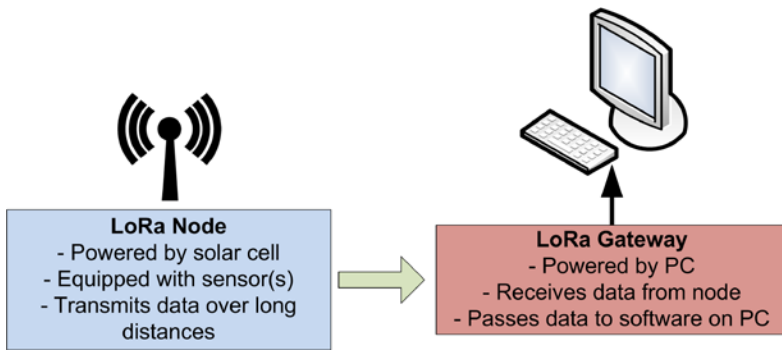 LoRa Node
- Powered by solar cell
- Equipped with sensor(s)
- Transmits data over long
distances
LoRa Gateway
- Powered by PC
- Receives data from node
- Passes data to software on PC